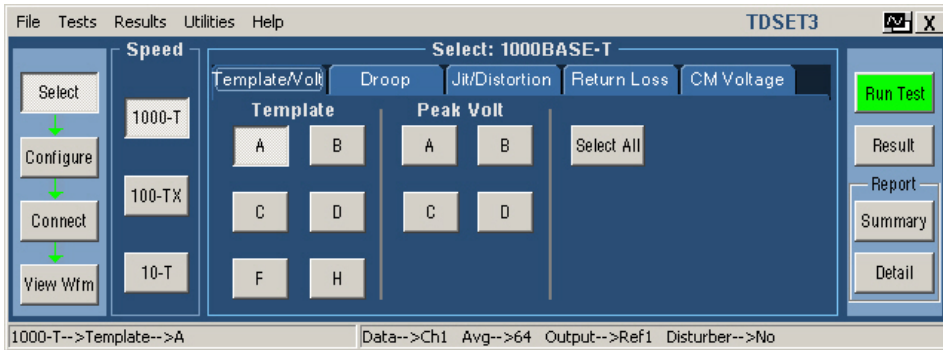 File Tests Results Utilities Help TDSET3 X
Speed Select: 1000BASE-T
Template/Volt Droop Jit/Distortion Return Loss CM Voltage
Select 1000-T Template Peak Volt Run Test
A B A B Select All
Configure Result
100-TX Report
Connect C D C D Summary
View Wfm 10-T F H Detail
1000-T-->Template-->A Data-->Ch1 Avg-->64 Output-->Ref1 Disturber-->No